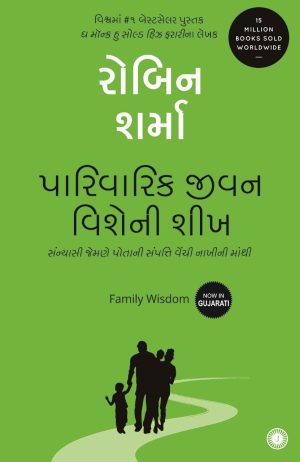 વિશ્વમાં #૧ બેસ્ટસેલર પુસ્તક
ધ મોન્ક હુ સોલ્ડ હિઝ ફરારીના લેખક
15
MILLION
BOOKS SOLD
WORLDWIDE
રોબિન
શર્મા
પારિવારિક જીવન
વિશેની શીખ
સંન્યાસી જેમણે પોતાની સંપત્તિ વેંચી નાખીની માંથી
Family Wisdom
NOW IN
GUJARATI
J